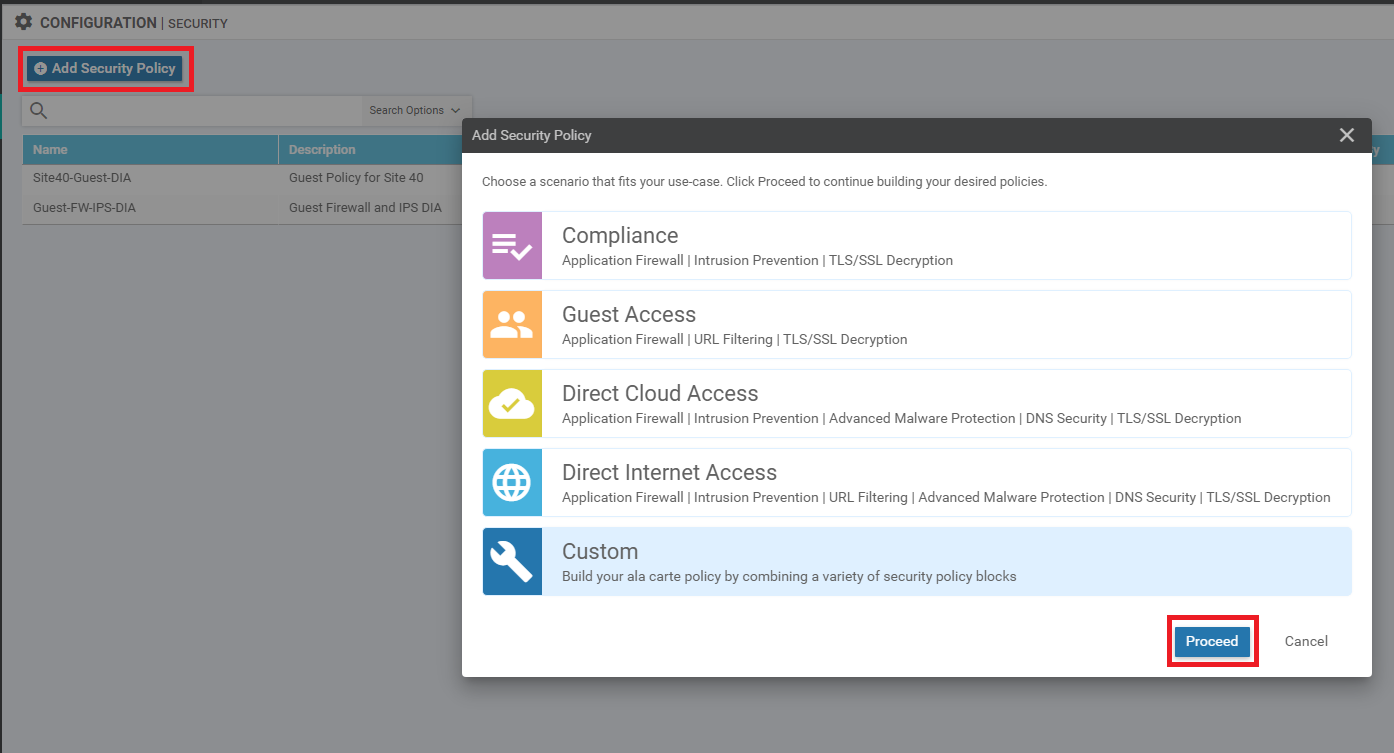 CONFIGURATION | SECURITY
Add Security Policy
Search Options
Name Description
Site40-Guest-DIA Guest Policy for Site 40
Guest-FW-IPS-DIA Guest Firewall and IPS DIA
Add Security Policy
Choose a scenario that fits your use-case. Click Proceed to continue building your desired policies.
Compliance
Application Firewall | Intrusion Prevention | TLS/SSL Decryption
Guest Access
Application Firewall | URL Filtering | TLS/SSL Decryption
Direct Cloud Access
Application Firewall | Intrusion Prevention | Advanced Malware Protection | DNS Security | TLS/SSL Decryption
Direct Internet Access
Application Firewall | Intrusion Prevention | URL Filtering | Advanced Malware Protection | DNS Security | TLS/SSL Decryption
Custom
Build your ala carte policy by combining a variety of security policy blocks
Proceed Cancel